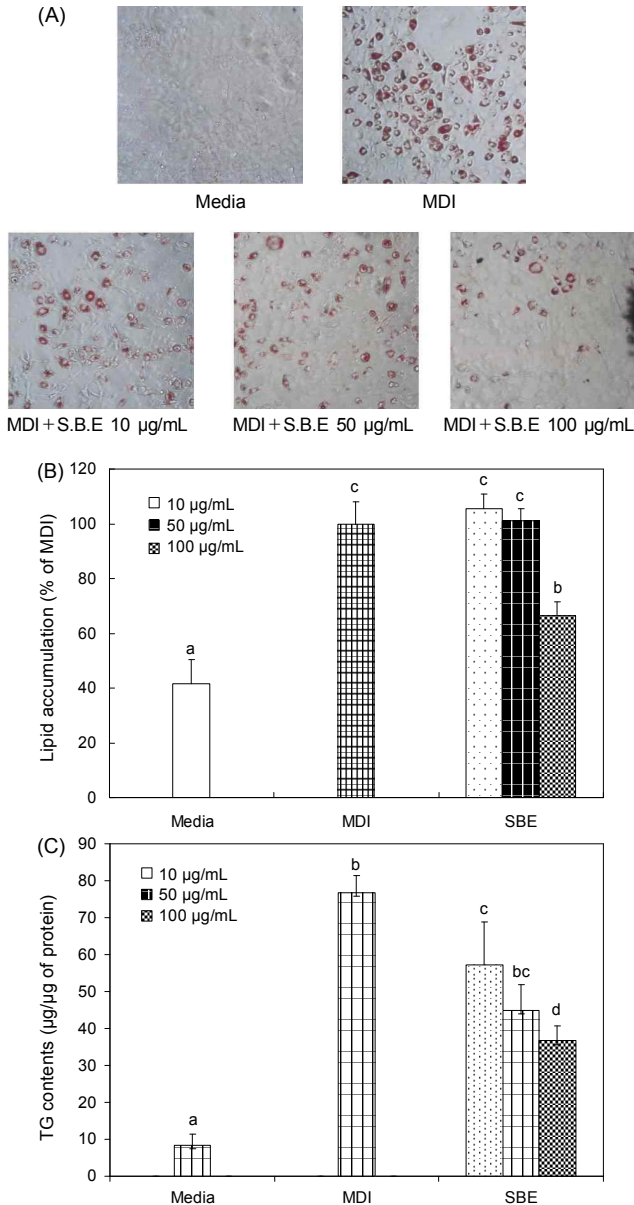 (A)
Media
MDI
MDI + S.B.E 10 µg/mL
MDI + S.B.E 50 µg/mL
MDI + S.B.E 100 µg/mL
(B)
120
100
80
60
40
20
0
Lipid accumulation (% of MDI)
10 µg/mL
50 µg/mL
100 µg/mL
a
c
c
c
b
Media
MDI
SBE
(C)
90
80
70
60
50
40
30
20
10
0
TG contents (µg/µg of protein)
10 µg/mL
50 µg/mL
100 µg/mL
a
b
c
bc
d
Media
MDI
SBE